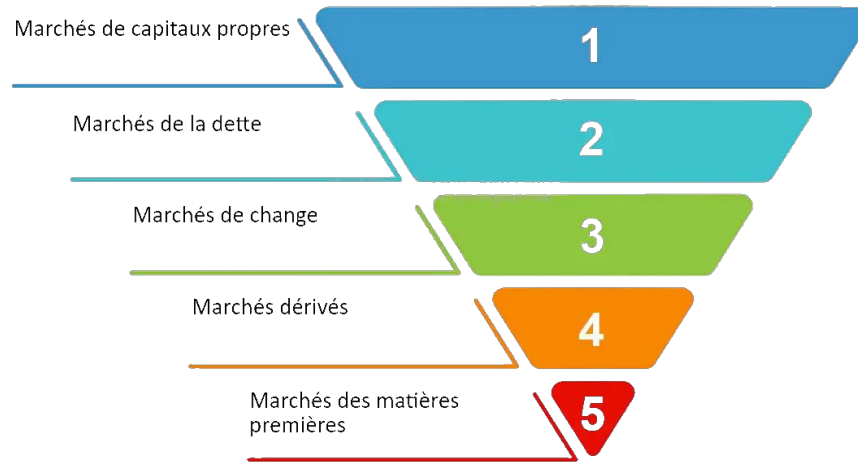 Marchés de capitaux propres
1
Marchés de la dette
2
Marchés de change
3
Marchés dérivés
4
Marchés des matières
premières
5